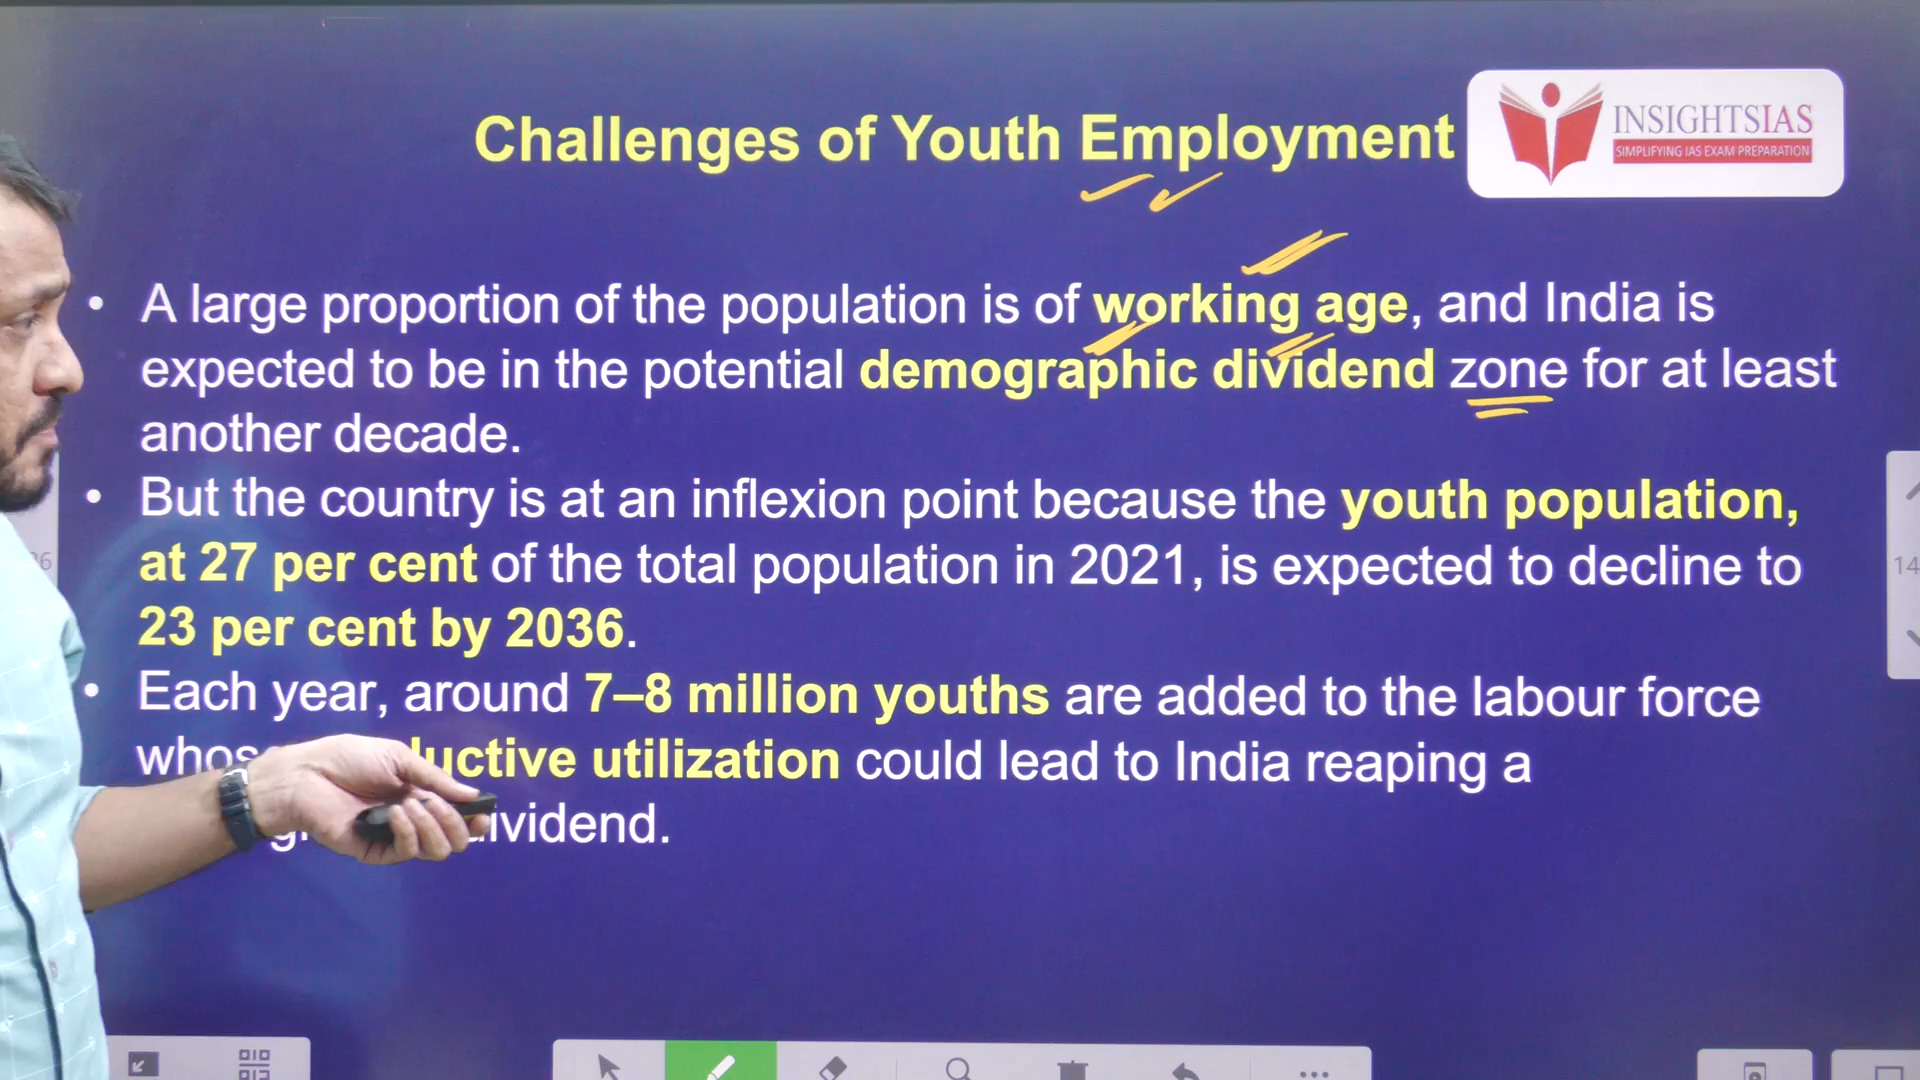 Challenges of Youth Employment
INSIGHTSIAS
SIMPLIFYING IAS EXAM PREPARATION
• A large proportion of the population is of working age, and India is
expected to be in the potential demographic dividend zone for at least
another decade.
• But the country is at an inflexion point because the youth population,
at 27 per cent of the total population in 2021, is expected to decline to
23 per cent by 2036.
• Each year, around 7–8 million youths are added to the labour force
utilization could lead to India reaping a
dividend.
14